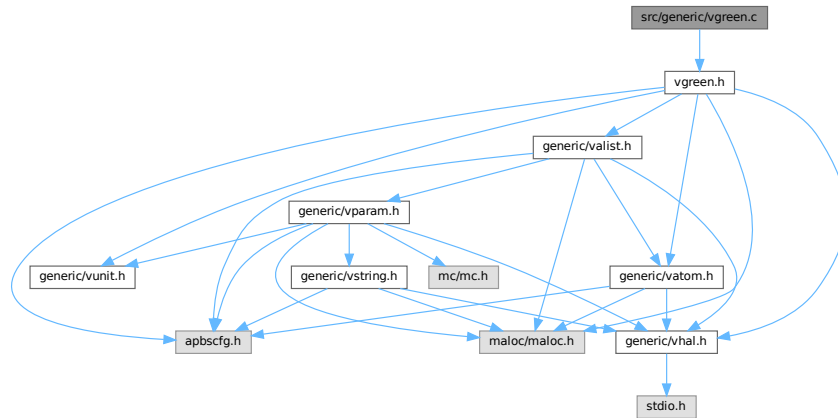 src/generic/vgreen.c
vgreen.h
generic/valist.h
generic/vparam.h
generic/vunit.h
generic/vstring.h
mc/mc.h
generic/vatom.h
apbscfg.h
maloc/maloc.h
generic/vhal.h
stdio.h